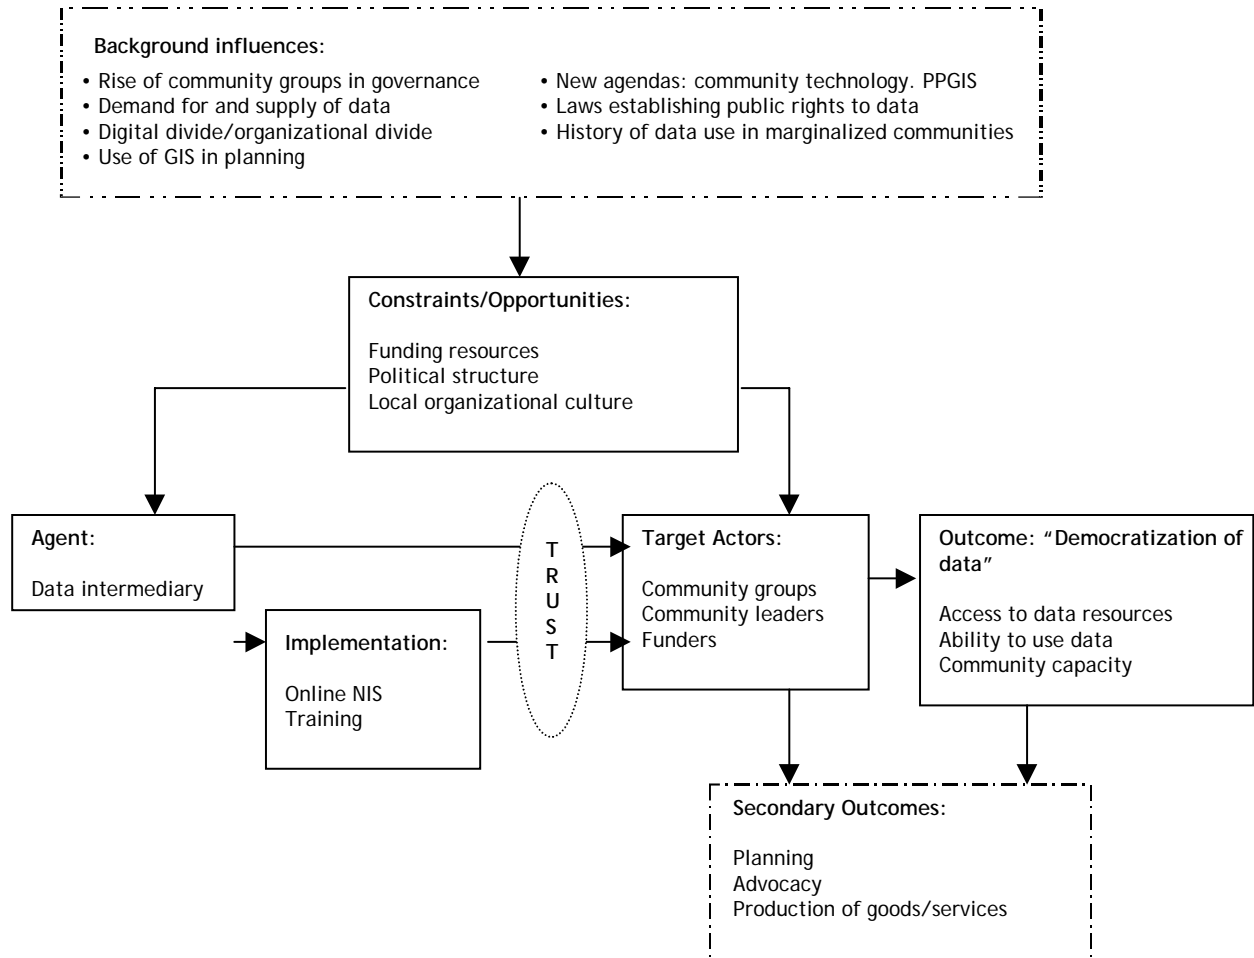 Background influences:
• Rise of community groups in governance
• Demand for and supply of data
• Digital divide/organizational divide
• Use of GIS in planning
• New agendas: community technology. PPGIS
• Laws establishing public rights to data
• History of data use in marginalized communities
Constraints/Opportunities:
Funding resources
Political structure
Local organizational culture
Agent:
Data intermediary
Implementation:
Online NIS
Training
T
R
U
S
T
Target Actors:
Community groups
Community leaders
Funders
Outcome: “Democratization of
data”
Access to data resources
Ability to use data
Community capacity
Secondary Outcomes:
Planning
Advocacy
Production of goods/services